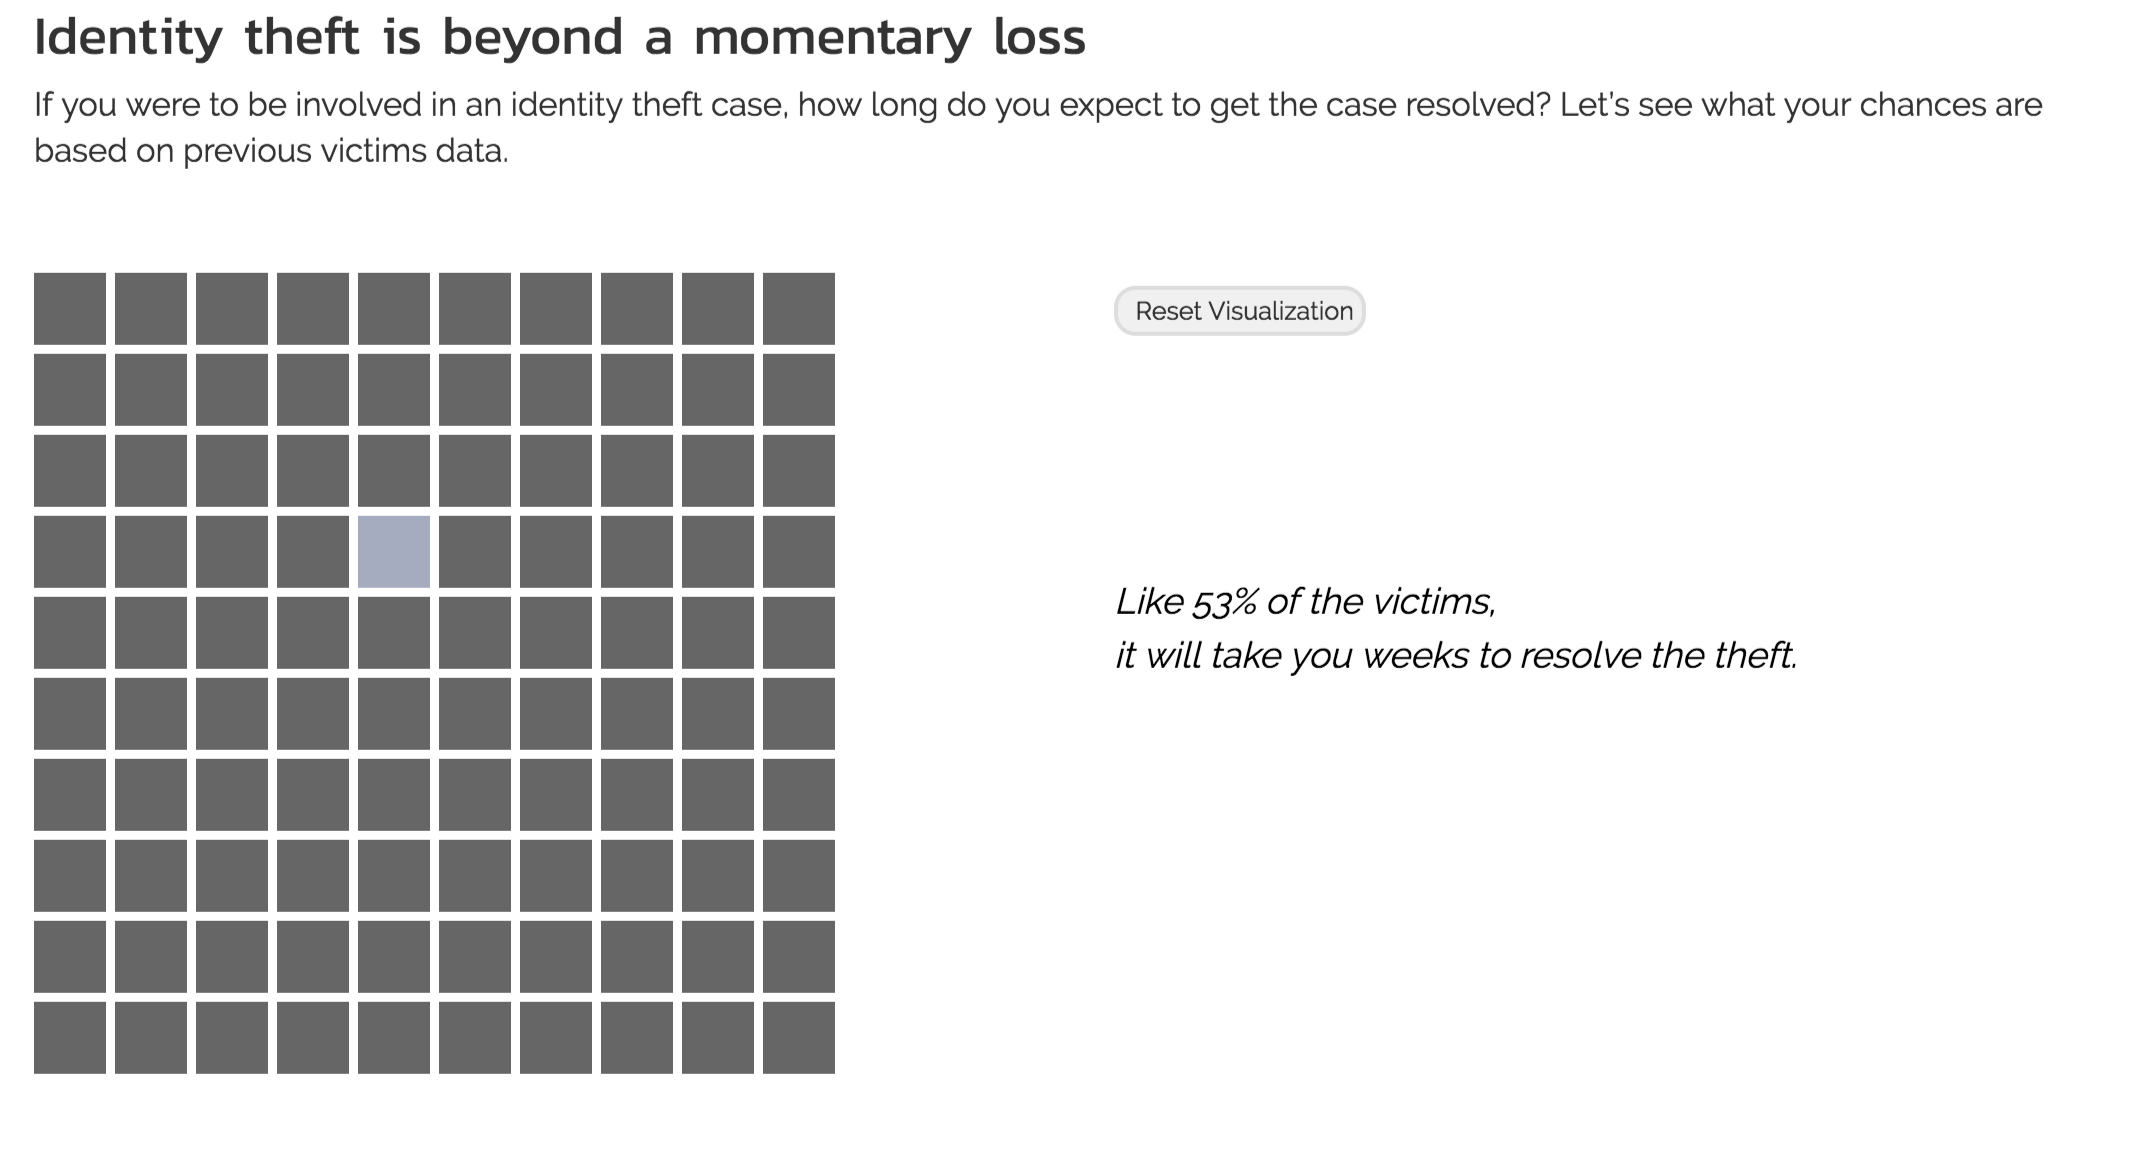 Identity theft is beyond a momentary loss
If you were to be involved in an identity theft case, how long do you expect to get the case resolved? Let's see what your chances are
based on previous victims data.
Reset Visualization
Like 53% of the victims,
it will take you weeks to resolve the theft.